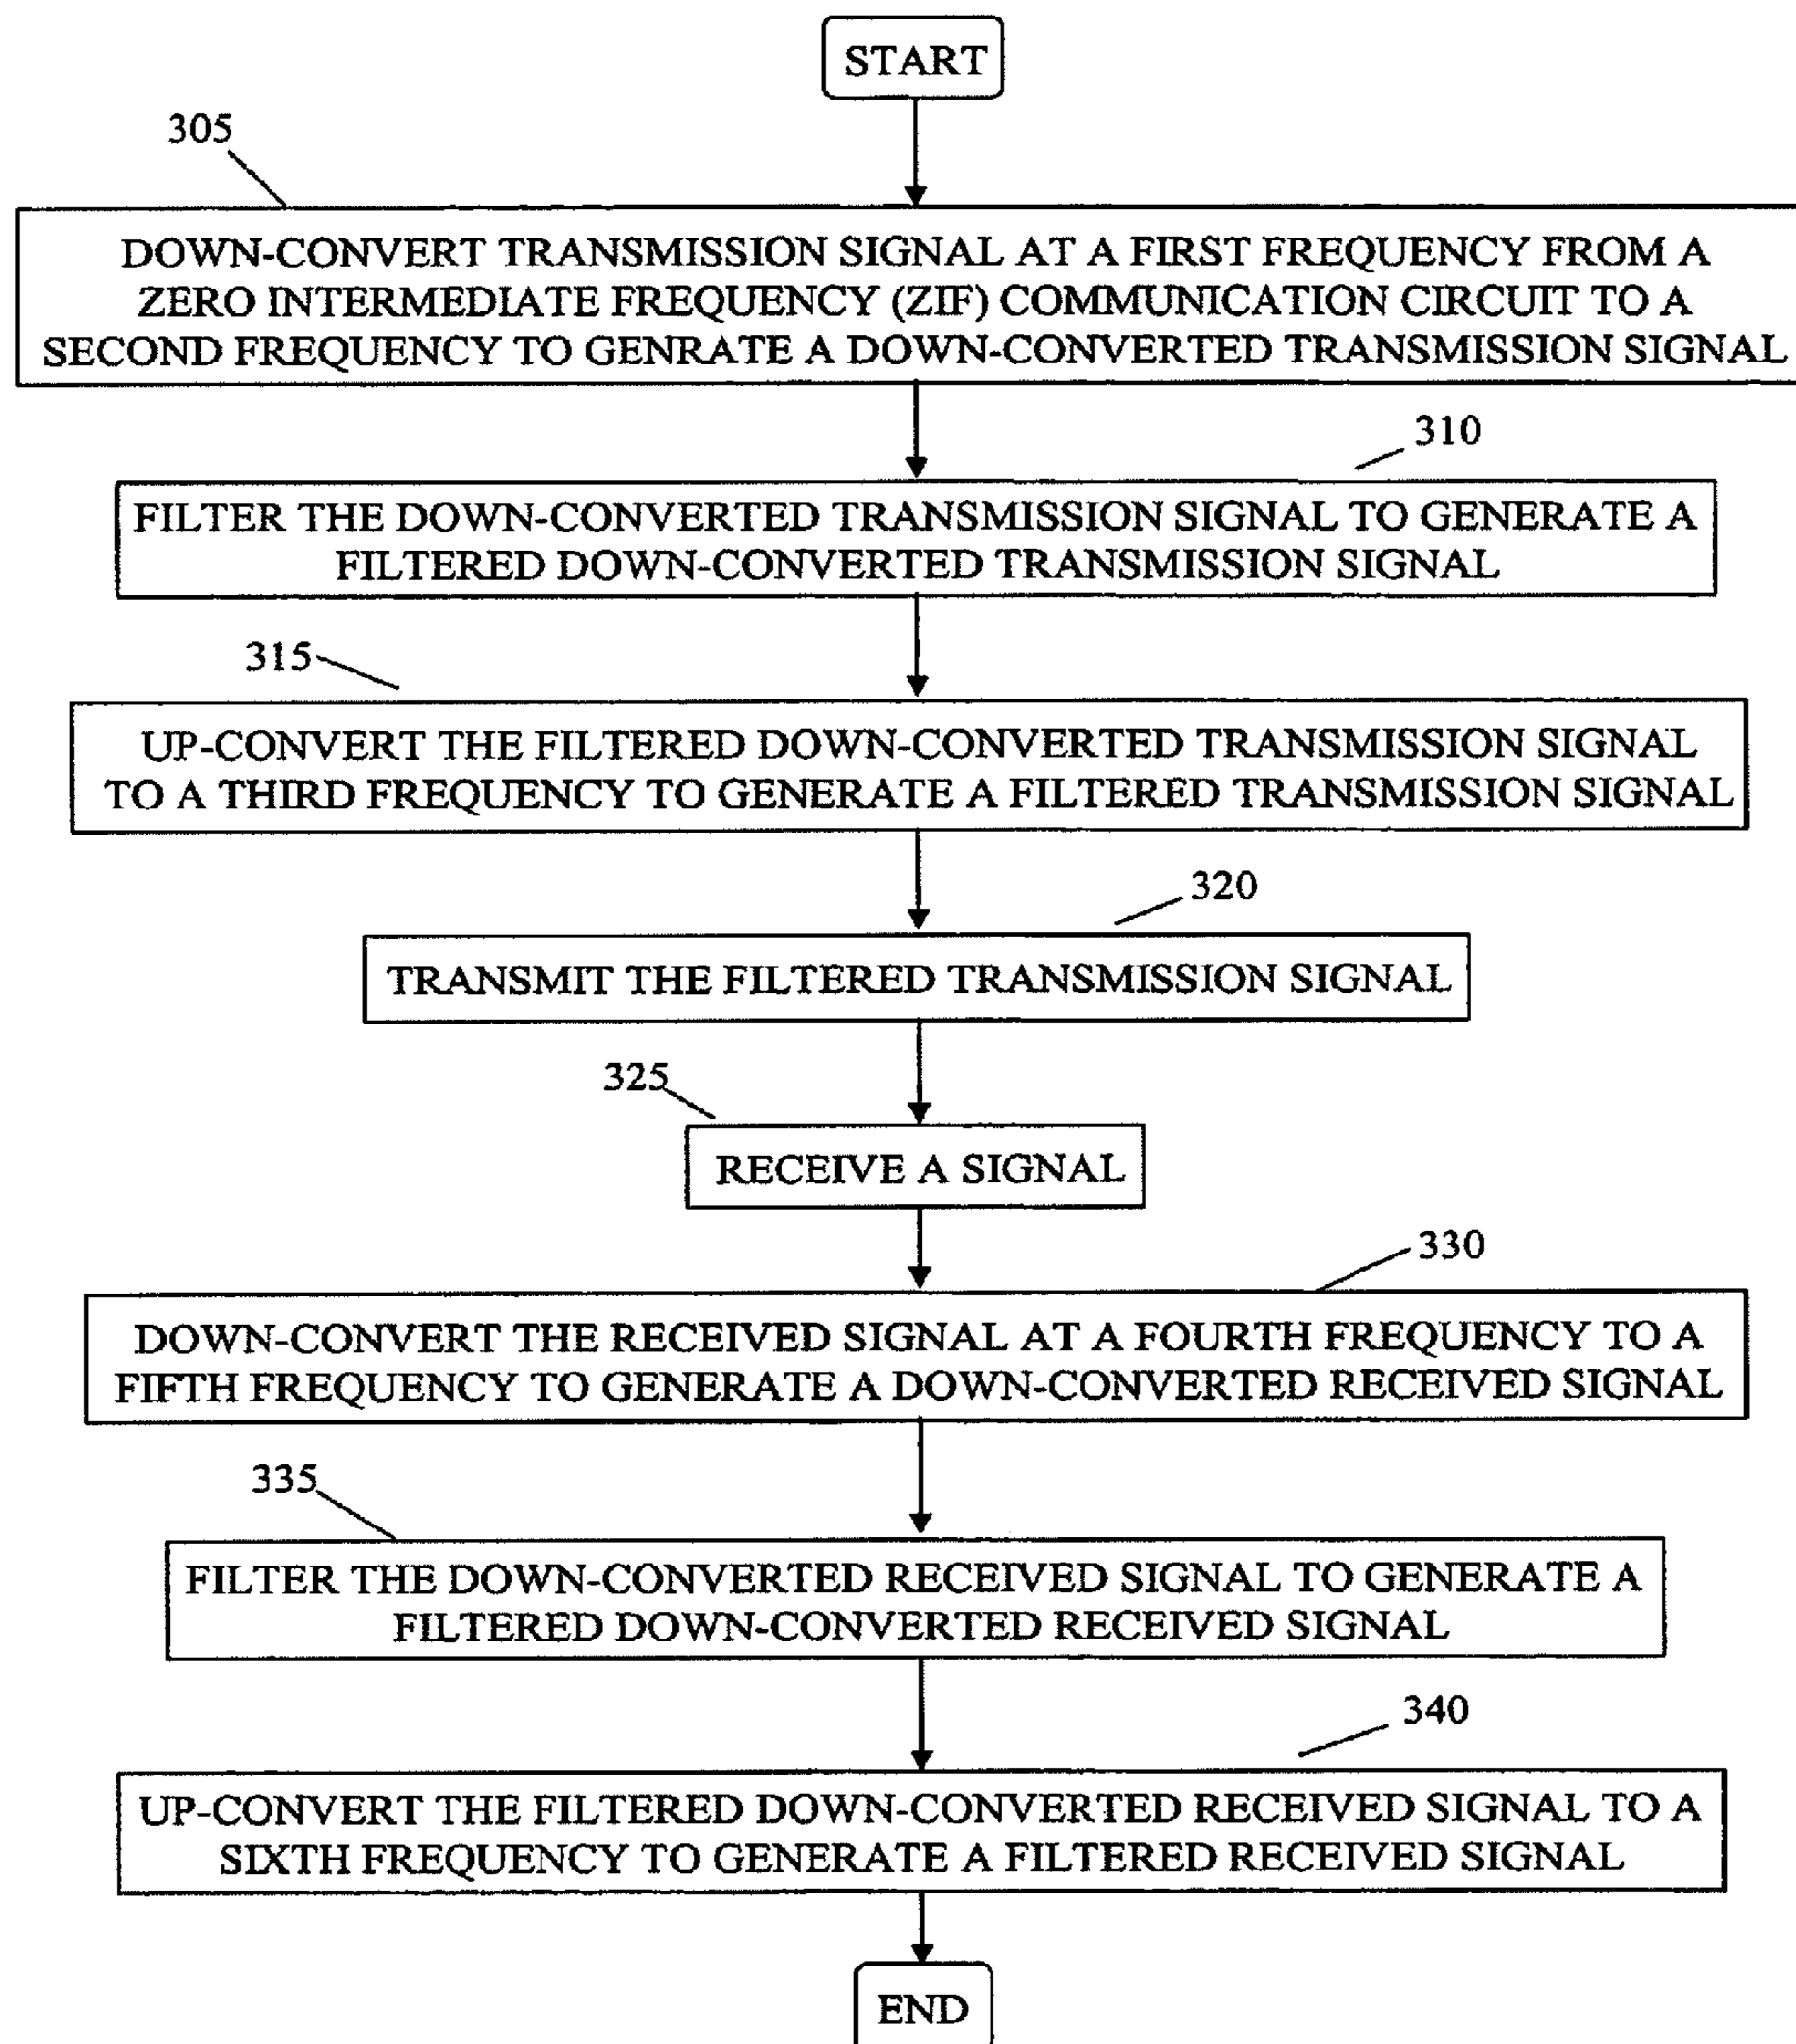 START
305
DOWN-CONVERT TRANSMISSION SIGNAL AT A FIRST FREQUENCY FROM A
ZERO INTERMEDIATE FREQUENCY (ZIF) COMMUNICATION CIRCUIT TO A
SECOND FREQUENCY TO GENRATE A DOWN-CONVERTED TRANSMISSION SIGNAL
310
FILTER THE DOWN-CONVERTED TRANSMISSION SIGNAL TO GENERATE A
FILTERED DOWN-CONVERTED TRANSMISSION SIGNAL
315
UP-CONVERT THE FILTERED DOWN-CONVERTED TRANSMISSION SIGNAL
TO A THIRD FREQUENCY TO GENERATE A FILTERED TRANSMISSION SIGNAL
320
TRANSMIT THE FILTERED TRANSMISSION SIGNAL
325
RECEIVE A SIGNAL
330
DOWN-CONVERT THE RECEIVED SIGNAL AT A FOURTH FREQUENCY TO A
FIFTH FREQUENCY TO GENERATE A DOWN-CONVERTED RECEIVED SIGNAL
335
FILTER THE DOWN-CONVERTED RECEIVED SIGNAL TO GENERATE A
FILTERED DOWN-CONVERTED RECEIVED SIGNAL
340
UP-CONVERT THE FILTERED DOWN-CONVERTED RECEIVED SIGNAL TO A
SIXTH FREQUENCY TO GENERATE A FILTERED RECEIVED SIGNAL
END